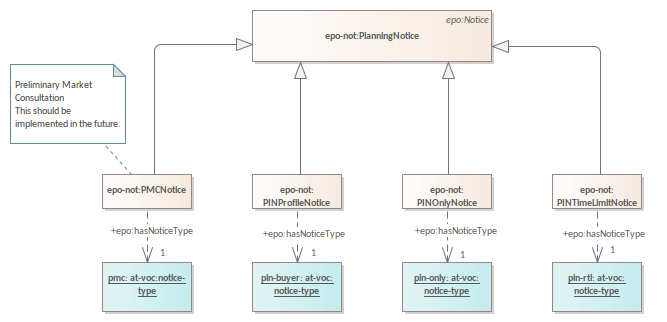 epo:Notice
epo-not:PlanningNotice
Preliminary Market
Consultation
This should be
implemented in the future.
epo-not:PMCNotice
epo-not:
PINProfileNotice
epo-not:
PINOnlyNotice
epo-not:
PINTimeLimitNotice
+epo:hasNoticeType
+epo:hasNoticeType
+epo:hasNoticeType
+epo:hasNoticeType
1
1
1
1
pmc: at-voc:notice-
type
pin-buyer: at-voc:
notice-type
pin-only: at-voc:
notice-type
pin-rtl: at-voc:
notice-type